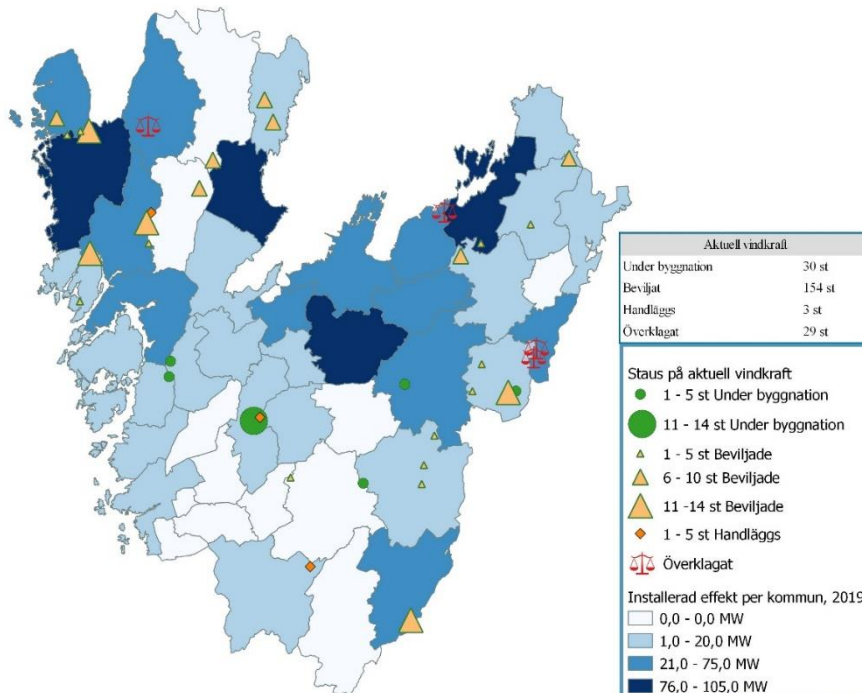 Aktuell vindkraft
Under byggnation 30 st
Beviljat 154 st
Handläggs 3 st
Överklagat 29 st
Staus på aktuell vindkraft
1 - 5 st Under byggnation
11 - 14 st Under byggnation
1 - 5 st Beviljade
6 - 10 st Beviljade
11 -14 st Beviljade
1 - 5 st Handläggs
Överklagat
Installerad effekt per kommun, 2019
0,0 - 0,0 MW
1,0 - 20,0 MW
21,0 - 75,0 MW
76,0 - 105,0 MW